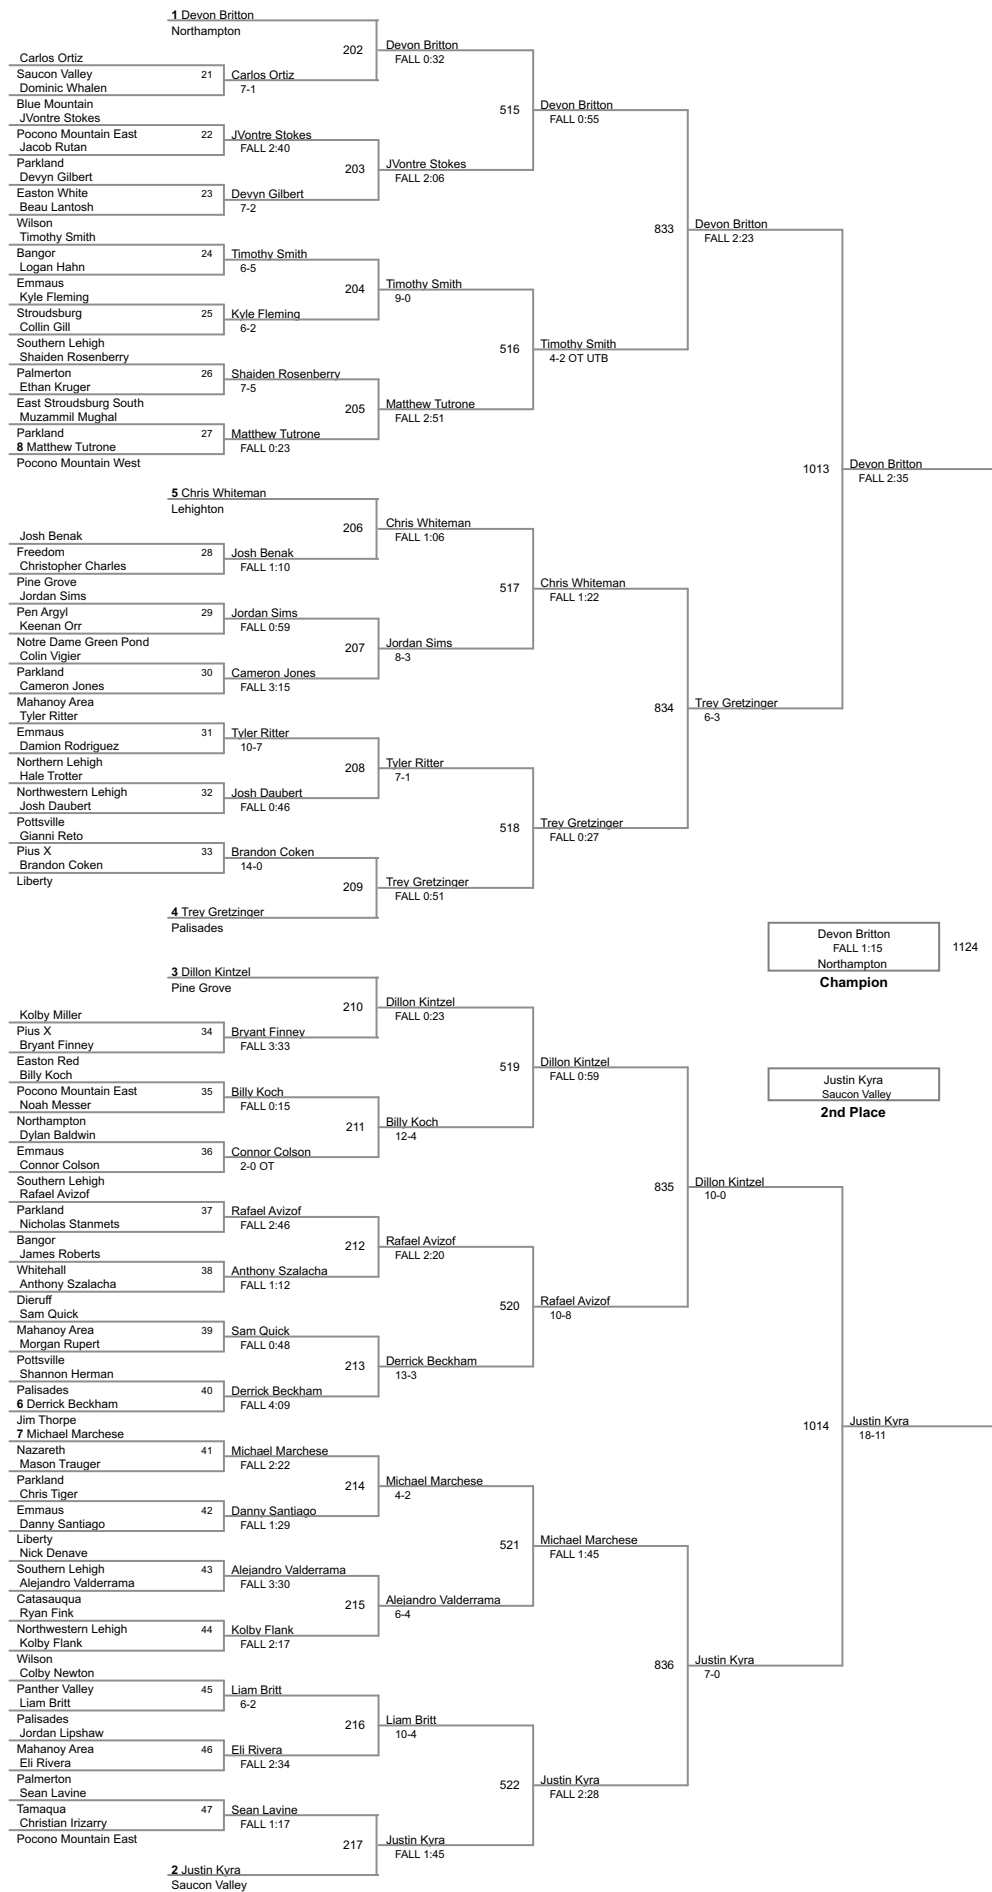 1 Devon Britton
Northampton
202
Devon Britton
FALL 0:32
Carlos Ortiz
Saucon Valley
21
Carlos Ortiz
7-1
Dominic Whalen
Blue Mountain
515
Devon Britton
FALL 0:55
JVontre Stokes
Pocono Mountain East
22
JVontre Stokes
FALL 2:40
Jacob Rutan
Parkland
203
JVontre Stokes
FALL 2:06
Devyn Gilbert
Easton White
23
Devyn Gilbert
7-2
Beau Lantosh
Wilson
833
Devon Britton
FALL 2:23
Timothy Smith
Bangor
24
Timothy Smith
6-5
Logan Hahn
Emmaus
204
Timothy Smith
9-0
Kyle Fleming
Stroudsburg
25
Kyle Fleming
6-2
Collin Gill
Southern Lehigh
516
Timothy Smith
4-2 OT UTB
Shaiden Rosenberry
Palmerton
26
Shaiden Rosenberry
7-5
Ethan Kruger
East Stroudsburg South
205
Matthew Tutrone
FALL 2:51
Muzammil Mughal
Parkland
27
Matthew Tutrone
FALL 0:23
8 Matthew Tutrone
Pocono Mountain West
1013
Devon Britton
FALL 2:35
5 Chris Whiteman
Lehighton
206
Chris Whiteman
FALL 1:06
Josh Benak
Freedom
28
Josh Benak
FALL 1:10
Christopher Charles
Pine Grove
517
Chris Whiteman
FALL 1:22
Jordan Sims
Pen Argyl
29
Jordan Sims
FALL 0:59
Keenan Orr
Notre Dame Green Pond
207
Jordan Sims
8-3
Colin Vigier
Parkland
30
Cameron Jones
FALL 3:15
Cameron Jones
Mahanoy Area
834
Trey Gretzinger
6-3
Tyler Ritter
Emmaus
31
Tyler Ritter
10-7
Damion Rodriguez
Northern Lehigh
208
Tyler Ritter
7-1
Hale Trotter
Northwestern Lehigh
32
Josh Daubert
FALL 0:46
Josh Daubert
Pottsville
518
Trey Gretzinger
FALL 0:27
Gianni Reto
Pius X
33
Brandon Coken
14-0
Brandon Coken
Liberty
209
Trey Gretzinger
FALL 0:51
4 Trey Gretzinger
Palisades
Devon Britton
FALL 1:15
Northampton
1124
Champion
3 Dillon Kintzel
Pine Grove
210
Dillon Kintzel
FALL 0:23
Kolby Miller
Pius X
34
Bryant Finney
FALL 3:33
Bryant Finney
Easton Red
519
Dillon Kintzel
FALL 0:59
Justin Kyra
Saucon Valley
2nd Place
Billy Koch
Pocono Mountain East
35
Billy Koch
FALL 0:15
Noah Messer
Northampton
211
Billy Koch
12-4
Dylan Baldwin
Emmaus
36
Connor Colson
2-0 OT
Connor Colson
Southern Lehigh
835
Dillon Kintzel
10-0
Rafael Avizof
Parkland
37
Rafael Avizof
FALL 2:46
Nicholas Stanmets
Bangor
212
Rafael Avizof
FALL 2:20
James Roberts
Whitehall
38
Anthony Szalacha
FALL 1:12
Anthony Szalacha
Dieruff
520
Rafael Avizof
10-8
Sam Quick
Mahanoy Area
39
Sam Quick
FALL 0:48
Morgan Rupert
Pottsville
213
Derrick Beckham
13-3
Shannon Herman
Palisades
40
Derrick Beckham
FALL 4:09
6 Derrick Beckham
Jim Thorpe
1014
Justin Kyra
18-11
7 Michael Marchese
Nazareth
41
Michael Marchese
FALL 2:22
Mason Trauger
Parkland
214
Michael Marchese
4-2
Chris Tiger
Emmaus
42
Danny Santiago
FALL 1:29
Danny Santiago
Liberty
521
Michael Marchese
FALL 1:45
Nick Denave
Southern Lehigh
43
Alejandro Valderrama
FALL 3:30
Alejandro Valderrama
Catasauqua
215
Alejandro Valderrama
6-4
Ryan Fink
Northwestern Lehigh
44
Kolby Flank
FALL 2:17
Kolby Flank
Wilson
836
Justin Kyra
7-0
Colby Newton
Panther Valley
45
Liam Britt
6-2
Liam Britt
Palisades
216
Liam Britt
10-4
Jordan Lipshaw
Mahanoy Area
46
Eli Rivera
FALL 2:34
Eli Rivera
Palmerton
522
Justin Kyra
FALL 2:28
Sean Lavine
Tamaqua
47
Sean Lavine
FALL 1:17
Christian Irizarry
Pocono Mountain East
217
Justin Kyra
FALL 1:45
2 Justin Kyra
Saucon Valley